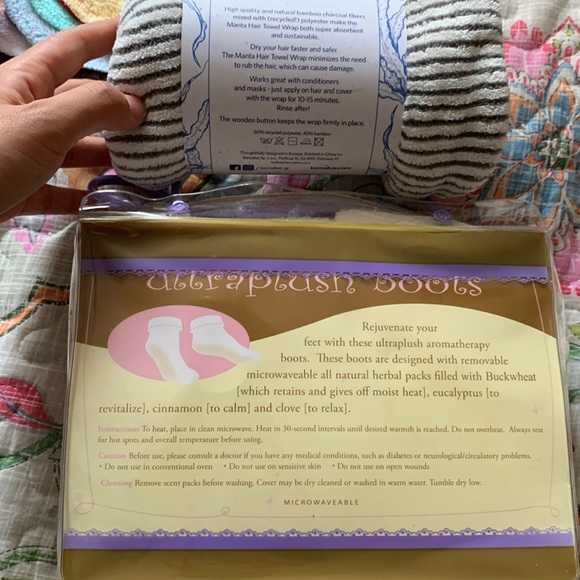 High quality and natural bamboo charcoal fibers
mixed with (recycled!) polyester make the
Manta Hair Towel Wrap both super absorbent
and sustainable.
Dry your hair faster and safer.
The Manta Hair Towel Wrap minimizes the need
to rub the hair, which can cause damage.
Works great with conditioners
and masks - just apply on hair and cover
with the wrap for 10-15 minutes,
Rinse after!
The wooden button keeps the wrap firmly in place.
60% recycled polyester, 40% bamboo
ultraplush boots
Rejuvenate your
feet with these ultraplush aromatherapy
boots. These boots are designed with removable
microwaveable all natural herbal packs filled with Buckwheat
[which retains and gives off moist heat], eucalyptus [to
revitalize], cinnamon [to calm] and clove [to relax].
Instructions To heat, place in clean microwave. Heat in 30-second intervals until desired warmth is reached. Do not overheat. Always test
for hot spots and overall temperature before using.
Caution Before use, please consult a doctor if you have any medical conditions, such as diabetes or neurological/circulatory problems.
• Do not use in conventional oven • Do not use on sensitive skin • Do not use on open wounds
Cleaning Remove scent packs before washing. Cover may be dry cleaned or washed in warm water. Tumble dry low.
MICROWAVEABLE